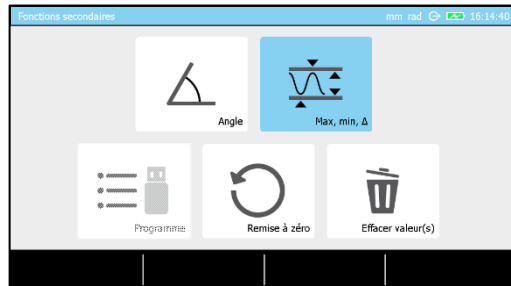 Fonctions secondaires mm rad 16:14:40
Angle
Max, min, Δ
Programme
Remise à zéro
Effacer valeur(s)